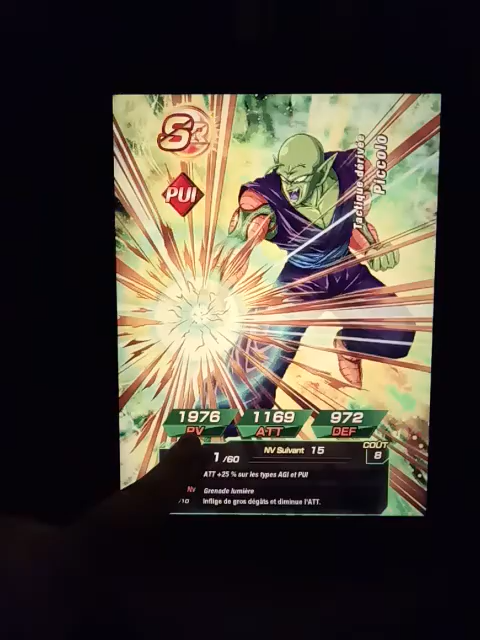 SR
PUI
Tactique dérivée
Piccolo
1976 1169 972
PV ATT DEF
1/60 NV Suivant 15 COÛT 8
ATT +25 % sur les types AGI et PUI
Nv Grenade lumière
/10 Inflige de gros dégâts et diminue l'ATT.